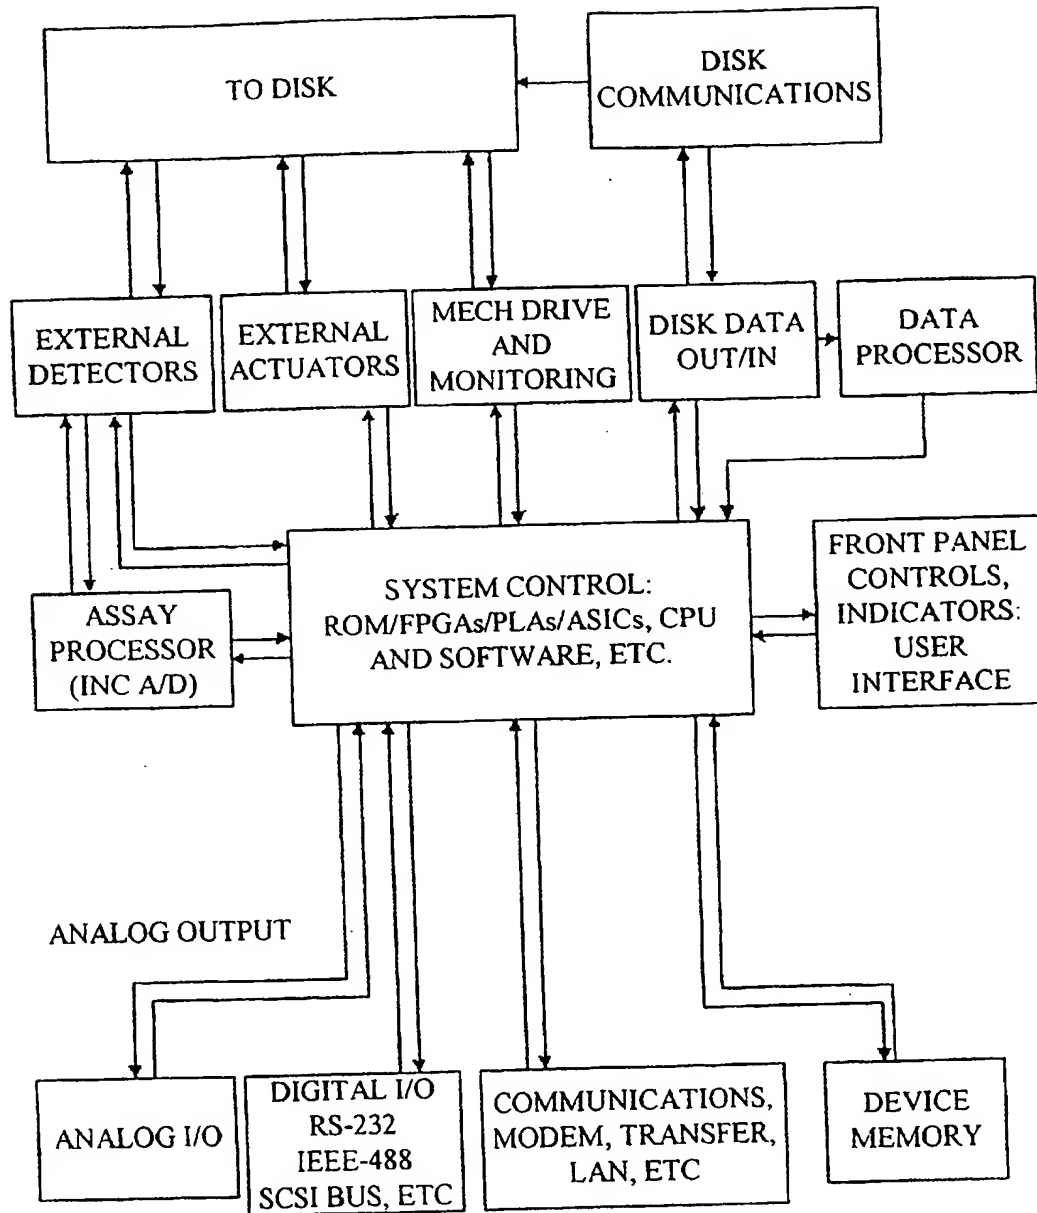 TO DISK
DISK
COMMUNICATIONS
EXTERNAL
DETECTORS
EXTERNAL
ACTUATORS
MECH DRIVE
AND
MONITORING
DISK DATA
OUT/IN
DATA
PROCESSOR
ASSAY
PROCESSOR
(INC A/D)
SYSTEM CONTROL:
ROM/FPGAs/PLAs/ASICs, CPU
AND SOFTWARE, ETC.
FRONT PANEL
CONTROLS,
INDICATORS:
USER
INTERFACE
ANALOG OUTPUT
ANALOG I/O
DIGITAL I/O
RS-232
IEEE-488
SCSI BUS, ETC
COMMUNICATIONS,
MODEM, TRANSFER,
LAN, ETC
DEVICE
MEMORY